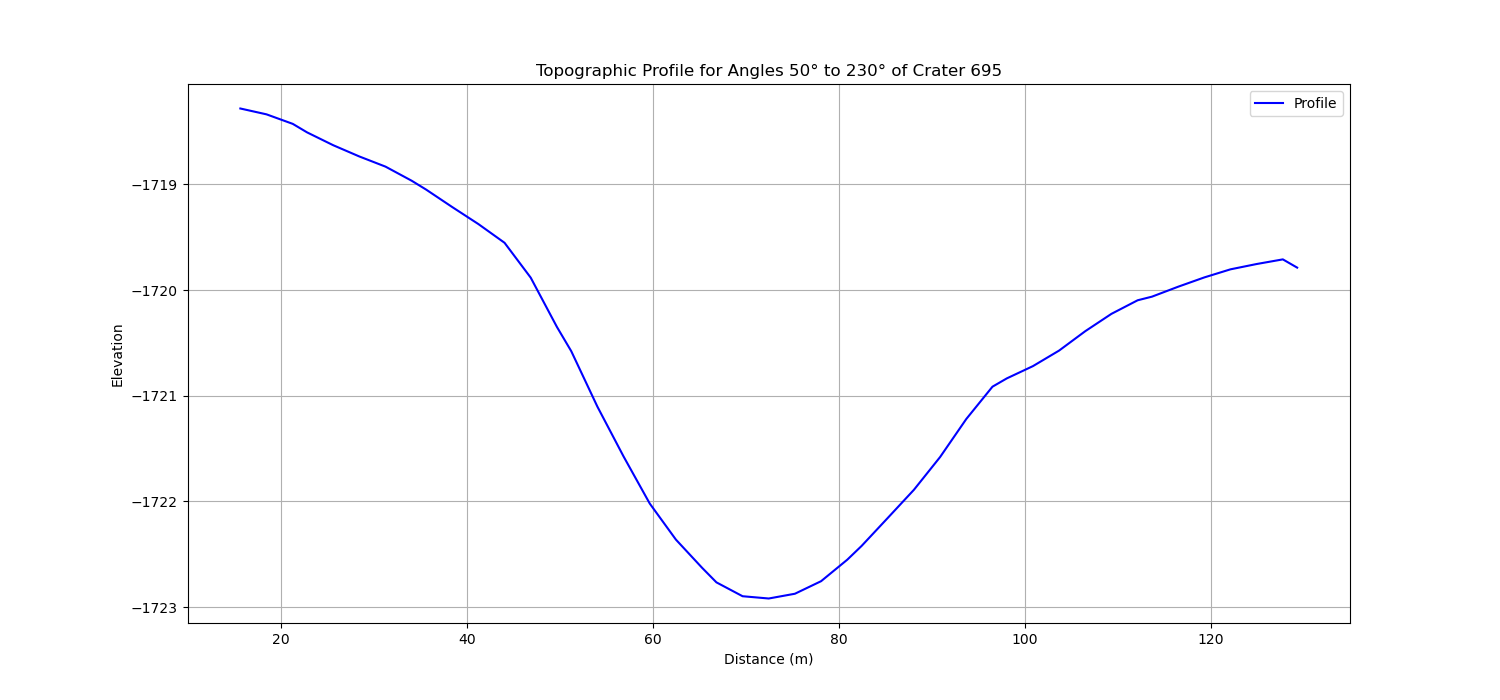 Topographic Profile for Angles 50° to 230° of Crater 695
Profile
−1719
−1720
−1721
−1722
−1723
Elevation
20
40
60
80
100
120
Distance (m)